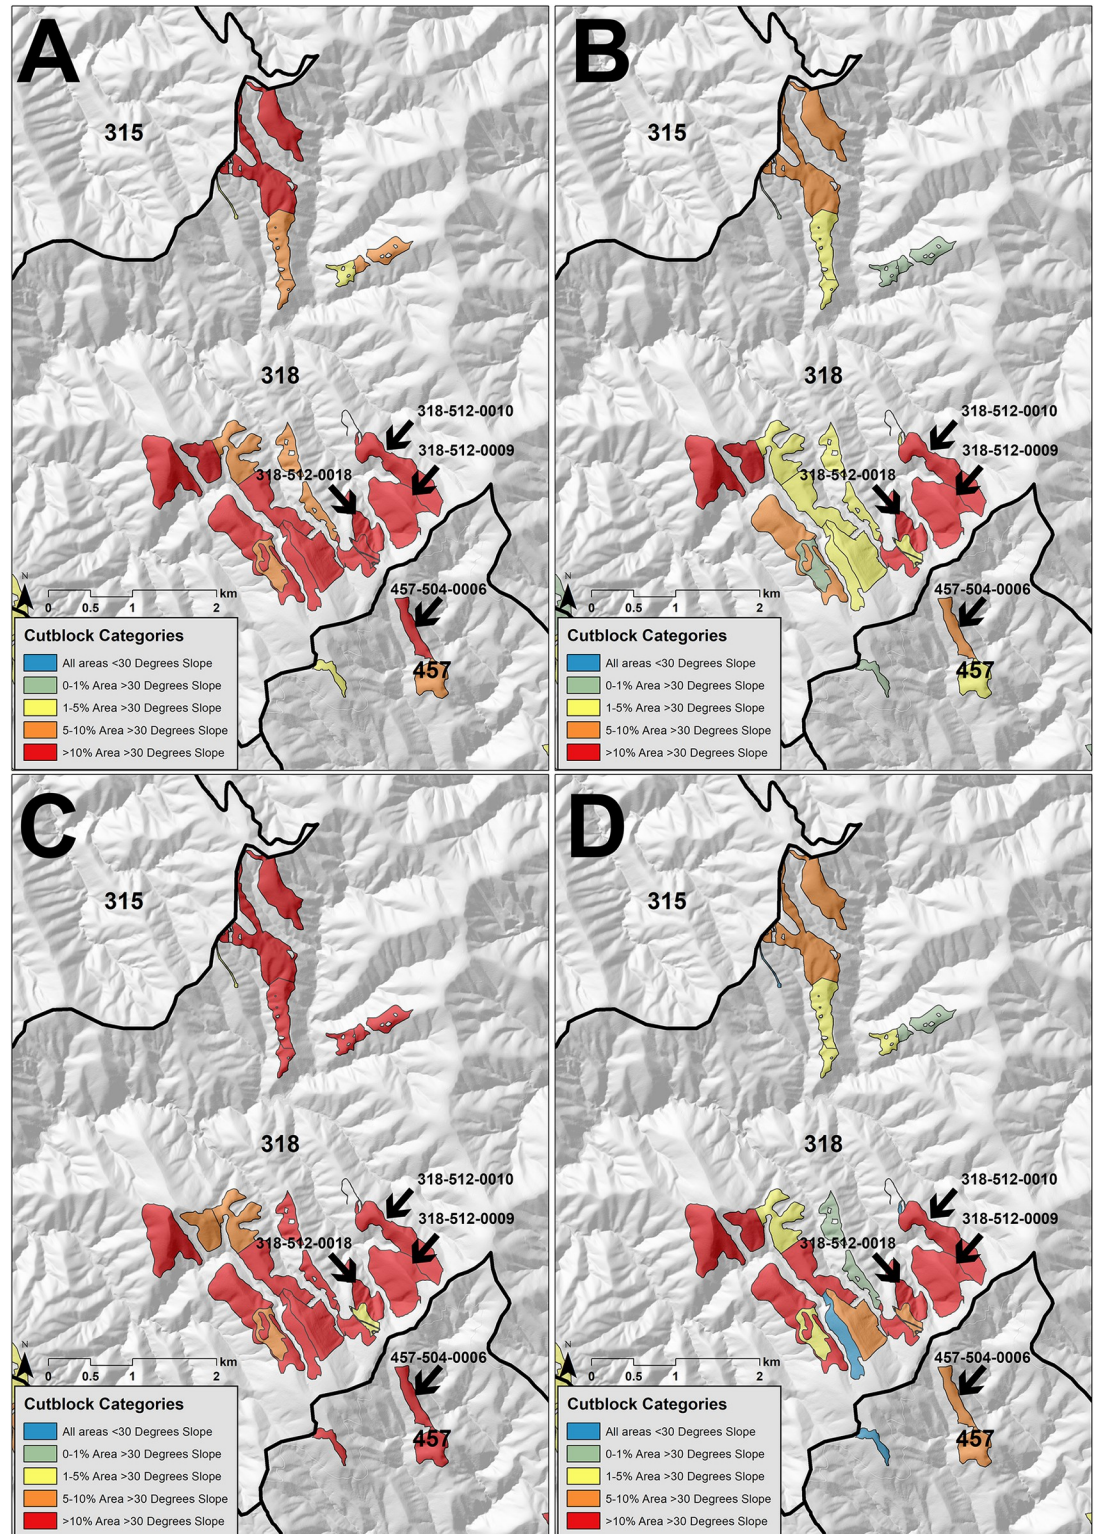 A
315
318
318-512-0010
318-512-0009
318-512-0018
457-504-0006
457
N
km
0 0.5 1 2
Cutblock Categories
All areas <30 Degrees Slope
0-1% Area >30 Degrees Slope
1-5% Area >30 Degrees Slope
5-10% Area >30 Degrees Slope
>10% Area >30 Degrees Slope
B
315
318
318-512-0010
318-512-0009
318-512-0018
457-504-0006
457
N
km
0 0.5 1 2
Cutblock Categories
All areas <30 Degrees Slope
0-1% Area >30 Degrees Slope
1-5% Area >30 Degrees Slope
5-10% Area >30 Degrees Slope
>10% Area >30 Degrees Slope
C
315
318
318-512-0010
318-512-0009
318-512-0018
457-504-0006
457
N
km
0 0.5 1 2
Cutblock Categories
All areas <30 Degrees Slope
0-1% Area >30 Degrees Slope
1-5% Area >30 Degrees Slope
5-10% Area >30 Degrees Slope
>10% Area >30 Degrees Slope
D
315
318
318-512-0010
318-512-0009
318-512-0018
457-504-0006
457
N
km
0 0.5 1 2
Cutblock Categories
All areas <30 Degrees Slope
0-1% Area >30 Degrees Slope
1-5% Area >30 Degrees Slope
5-10% Area >30 Degrees Slope
>10% Area >30 Degrees Slope